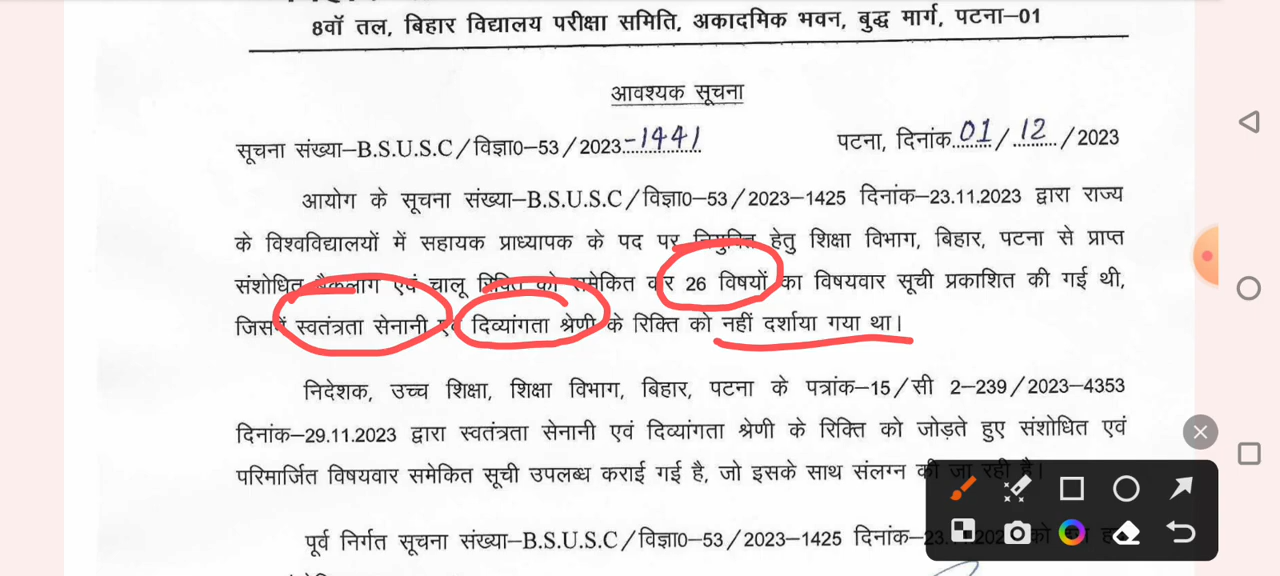 8वॉ तल, बिहार विद्यालय परीक्षा समिति, अकादमिक भवन, बुद्ध मार्ग, पटना–01
आवश्यक सूचना
सूचना संख्या–B.S.U.S.C/विज्ञा0–53/2023-1441 पटना, दिनांक 01/12/2023
आयोग के सूचना संख्या–B.S.U.S.C/विज्ञा0–53/2023–1425 दिनांक–23.11.2023 द्वारा राज्य
के विश्वविद्यालयों में सहायक प्राध्यापक के पद पर नियुक्ति हेतु शिक्षा विभाग, बिहार, पटना से प्राप्त
संशोधित बैकलाग एवं चालू रिक्ति को समेकित कर 26 विषयों का विषयवार सूची प्रकाशित की गई थी,
जिसमें स्वतंत्रता सेनानी एवं दिव्यांगता श्रेणी के रिक्ति को नहीं दर्शाया गया था।
निदेशक, उच्च शिक्षा, शिक्षा विभाग, बिहार, पटना के पत्रांक–15/सी 2–239/2023–4353
दिनांक–29.11.2023 द्वारा स्वतंत्रता सेनानी एवं दिव्यांगता श्रेणी के रिक्ति को जोड़ते हुए संशोधित एवं
परिमार्जित विषयवार समेकित सूची उपलब्ध कराई गई है, जो इसके साथ संलग्न की जा रही है।
पूर्व निर्गत सूचना संख्या–B.S.U.S.C/विज्ञा0–53/2023–1425 दिनांक–23